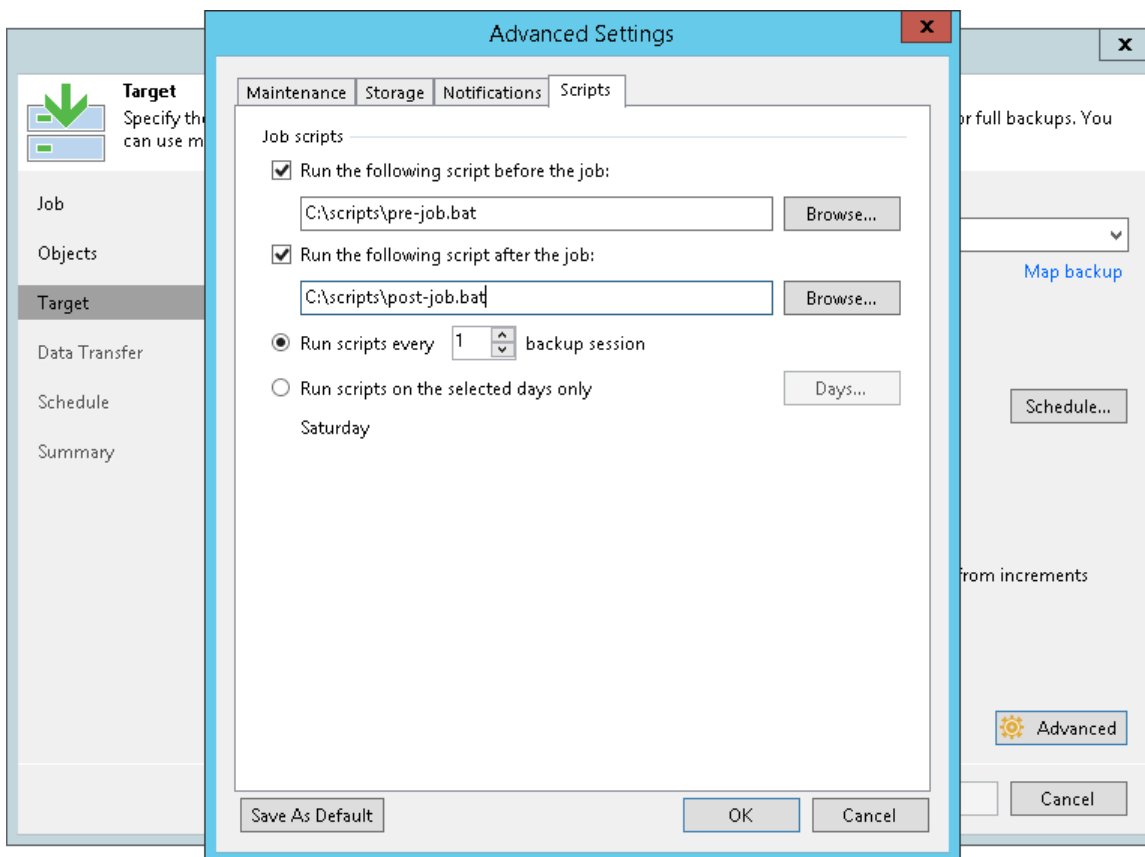 Advanced Settings
X
x
Target
Specify the
can use m
or full backups. You
Job
Objects
Target
Data Transfer
Schedule
Summary
Maintenance
Storage
Notifications
Scripts
Job scripts
Run the following script before the job:
C:\scripts\pre-job.bat
Browse...
Run the following script after the job:
C:\scripts\post-job.bat
Browse...
Run scripts every 1 backup session
Run scripts on the selected days only
Days...
Saturday
Map backup
Schedule...
from increments
Advanced
Save As Default
OK
Cancel
Cancel